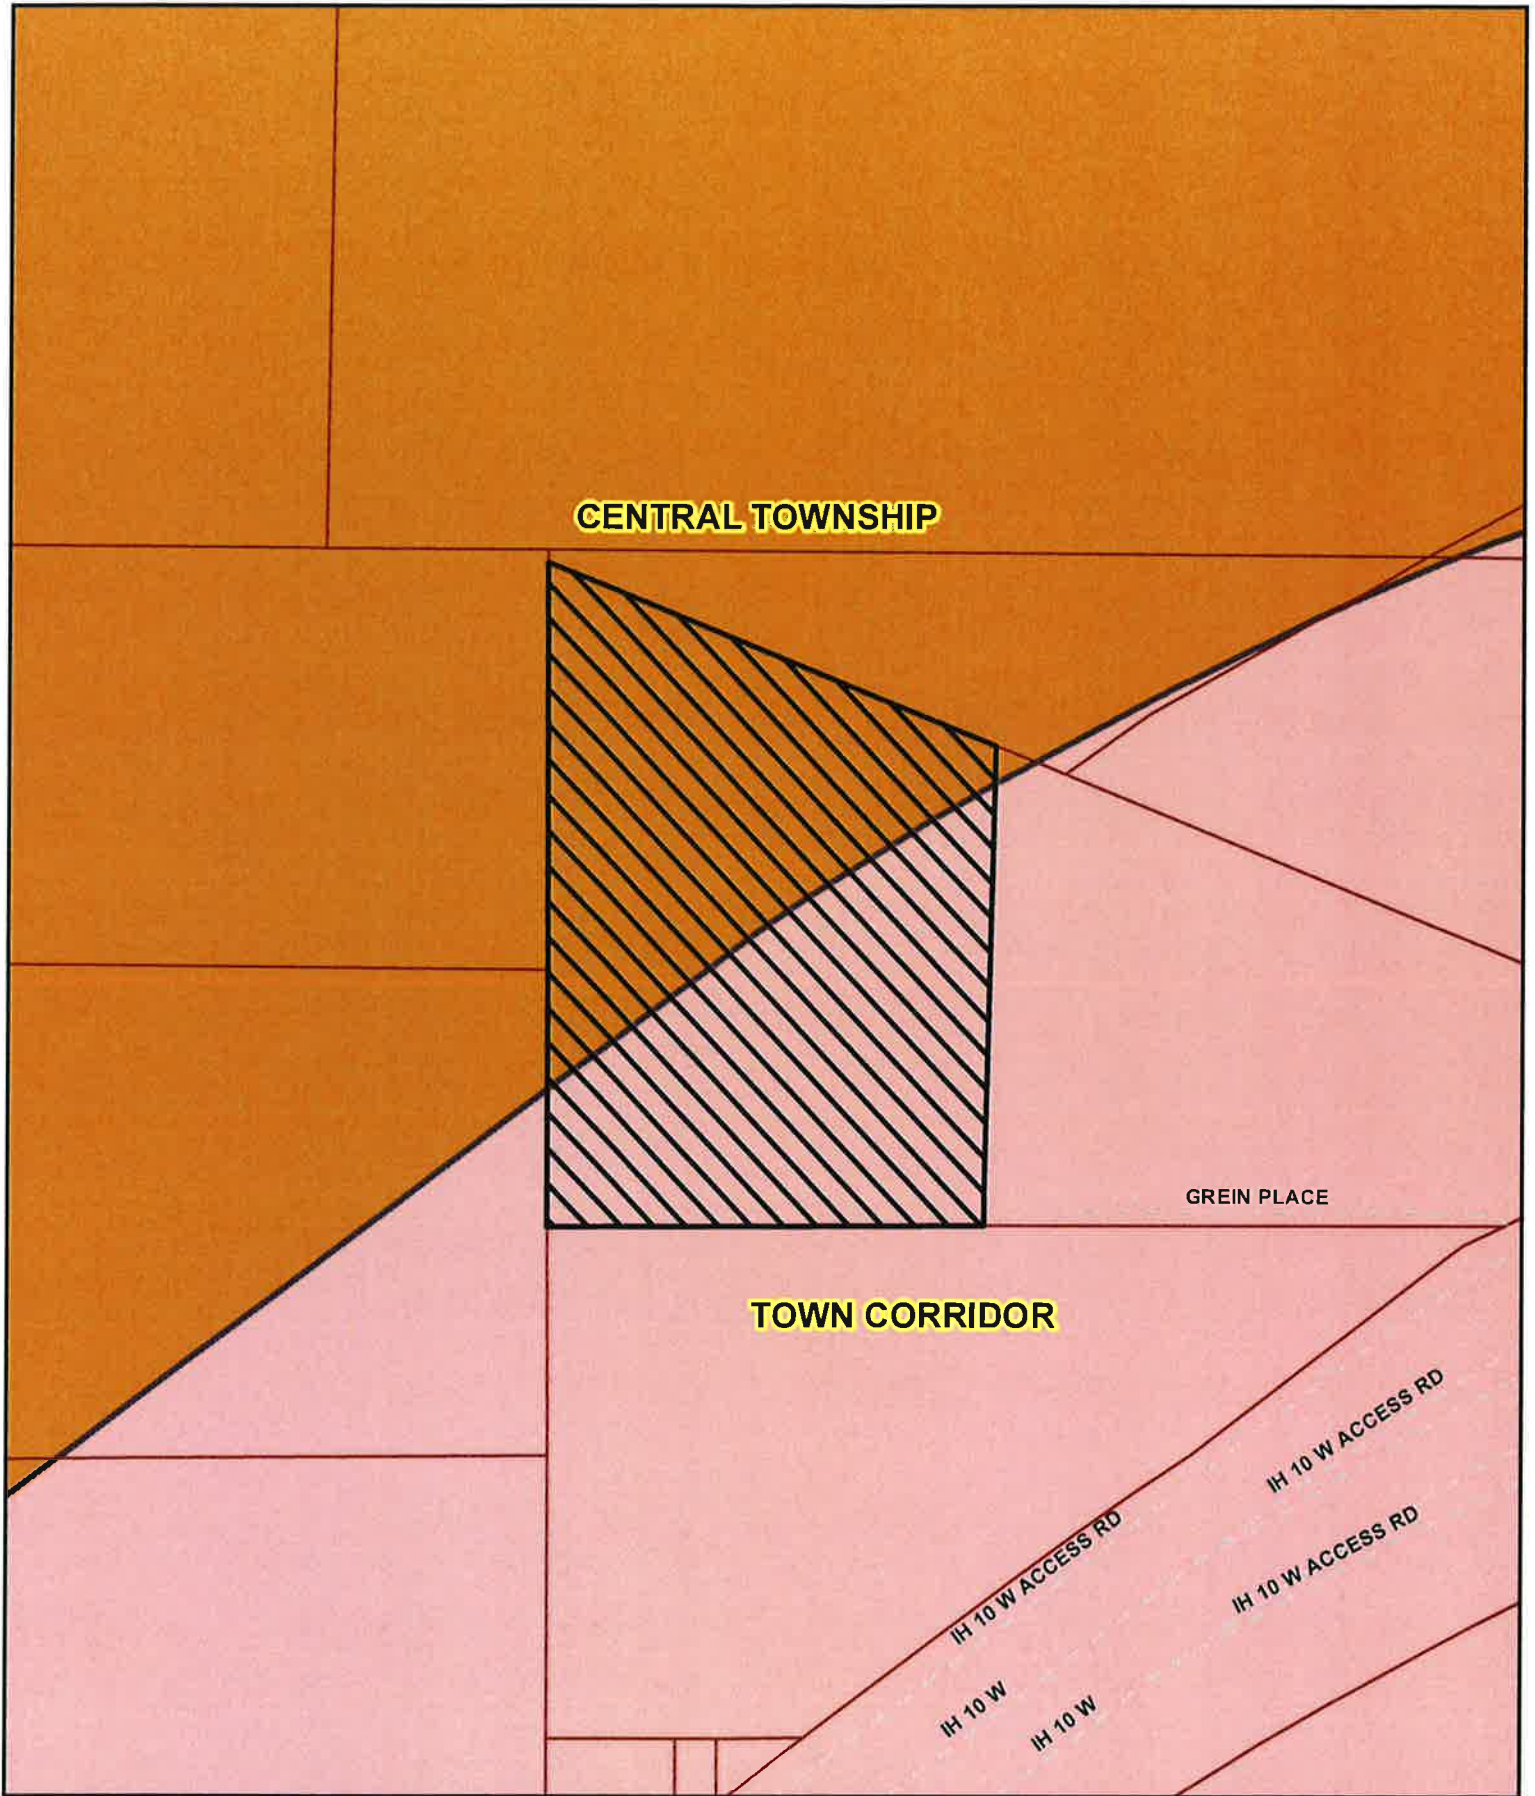 CENTRAL TOWNSHIP
GREIN PLACE
TOWN CORRIDOR
IH 10 W ACCESS RD
IH 10 W ACCESS RD
IH 10 W ACCESS RD
IH 10 W
IH 10 W